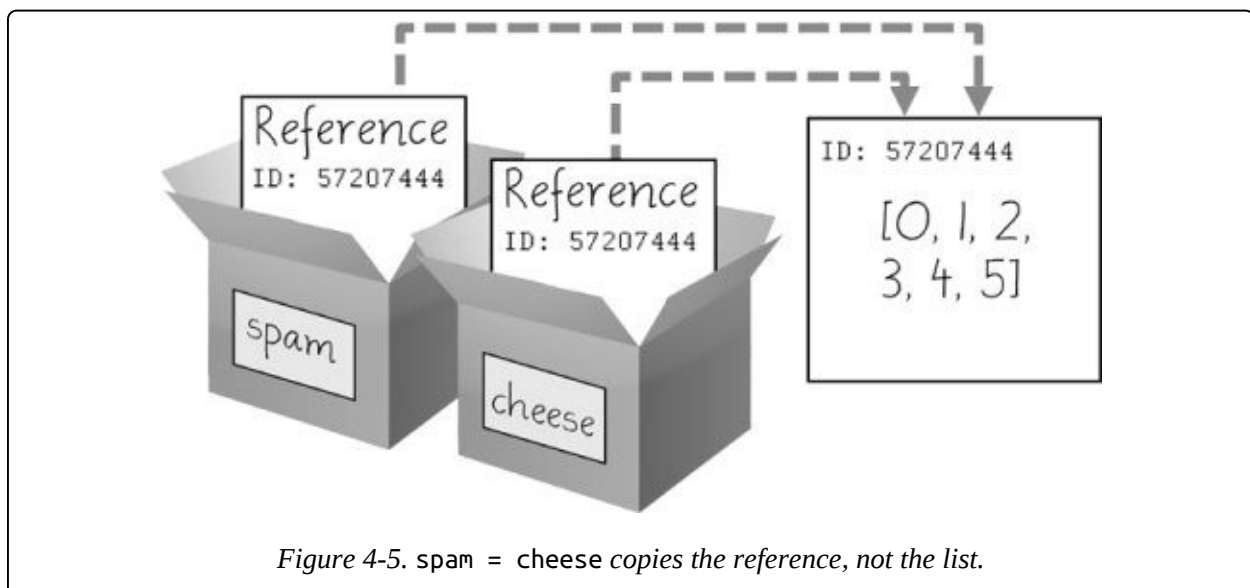 Reference
ID: 57207444
Reference
ID: 57207444
spam
cheese
ID: 57207444
[0, 1, 2,
3, 4, 5]
Figure 4-5. spam = cheese copies the reference, not the list.